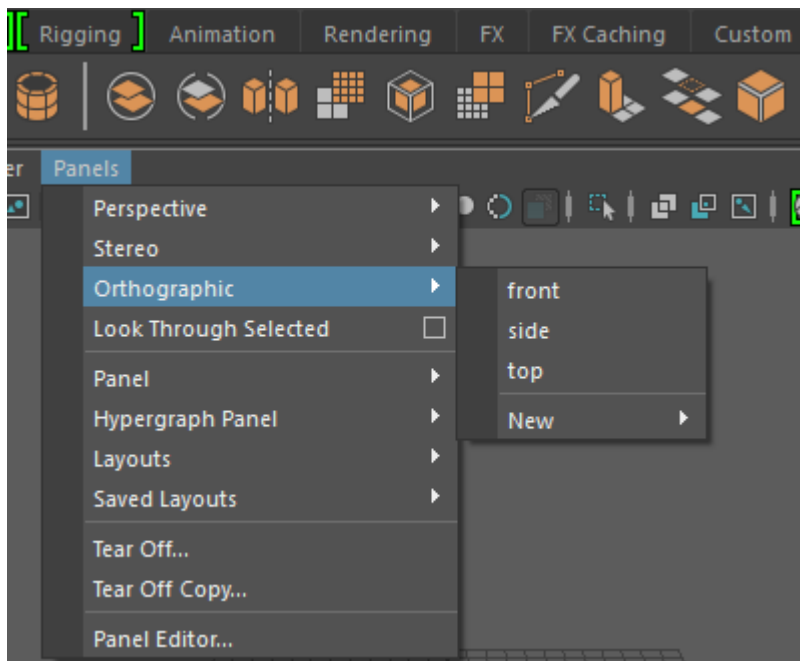 Rigging Animation Rendering FX FX Caching Custom
er Panels
Perspective
Stereo
Orthographic
Look Through Selected
Panel
Hypergraph Panel
Layouts
Saved Layouts
Tear Off...
Tear Off Copy...
Panel Editor...
front
side
top
New